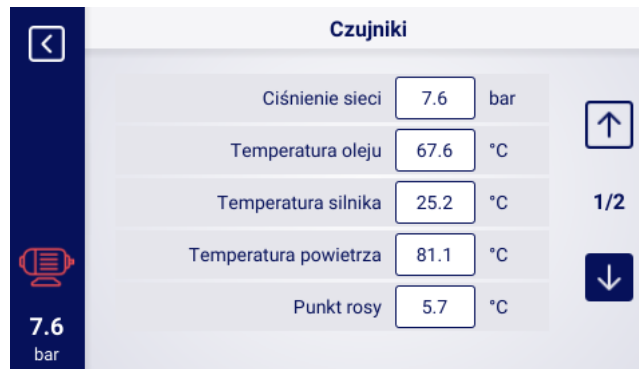 Czujniki
Ciśnienie sieci 7.6 bar
Temperatura oleju 67.6 °C
Temperatura silnika 25.2 °C
1/2
Temperatura powietrza 81.1 °C
Punkt rosy 5.7 °C
7.6
bar